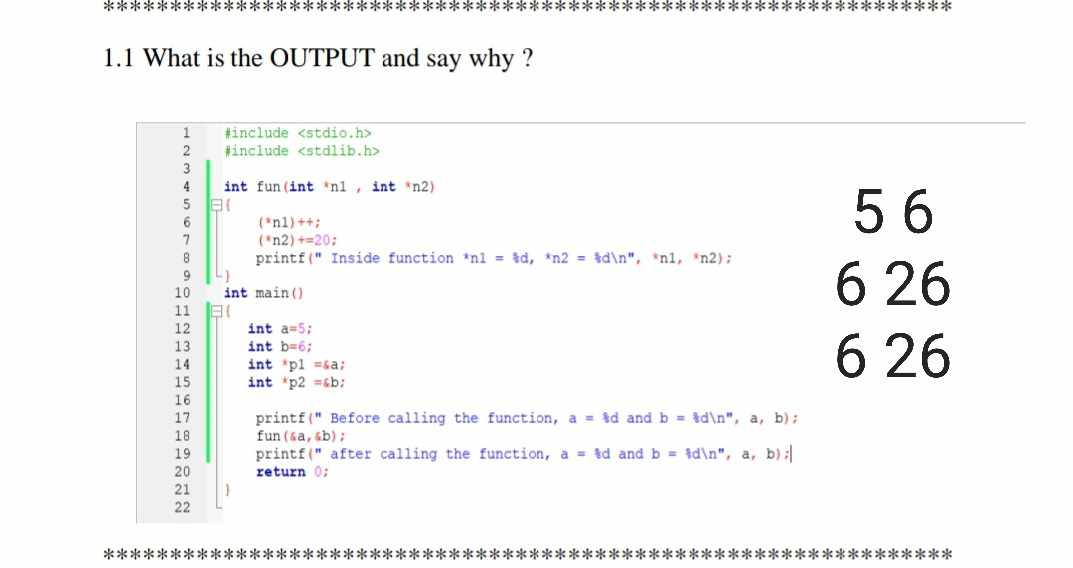 ***************************************************************
1.1 What is the OUTPUT and say why ?
1 #include <stdio.h>
2 #include <stdlib.h>
3
4 int fun(int *n1 , int *n2)
5 {
6 (*n1)++;
7 (*n2)+=20;
8 printf(" Inside function *n1 = %d, *n2 = %d\n", *n1, *n2);
9 }
10 int main()
11 {
12 int a=5;
13 int b=6;
14 int *p1 =&a;
15 int *p2 =&b;
16
17 printf(" Before calling the function, a = %d and b = %d\n", a, b);
18 fun(&a,&b);
19 printf(" after calling the function, a = %d and b = %d\n", a, b);
20 return 0;
21 }
22
5 6
6 26
6 26
***************************************************************